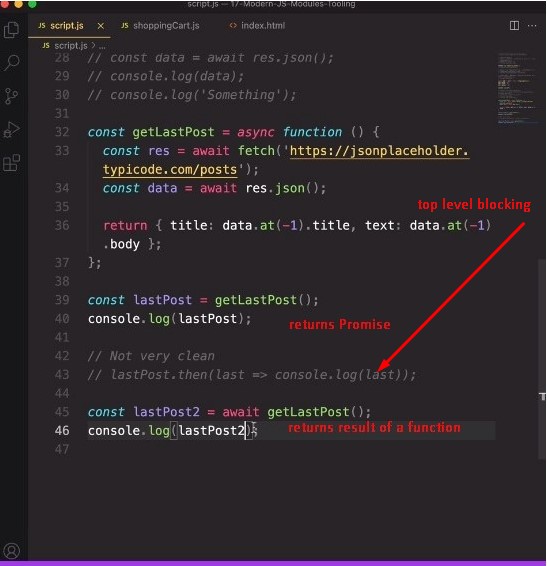 script.js — 17-Modern-JS-Modules-Tooling
JS script.js × JS shoppingCart.js <> index.html
JS script.js > ...
28 // const data = await res.json();
29 // console.log(data);
30 // console.log('Something');
31
32 const getLastPost = async function () {
33 const res = await fetch('https://jsonplaceholder.
typicode.com/posts');
34 const data = await res.json();
35
top level blocking
36 return { title: data.at(-1).title, text: data.at(-1)
.body };
37 };
38
39 const lastPost = getLastPost();
40 console.log(lastPost);
returns Promise
41
42 // Not very clean
43 // lastPost.then(last => console.log(last));
44
45 const lastPost2 = await getLastPost();
46 console.log(lastPost2);
returns result of a function
47